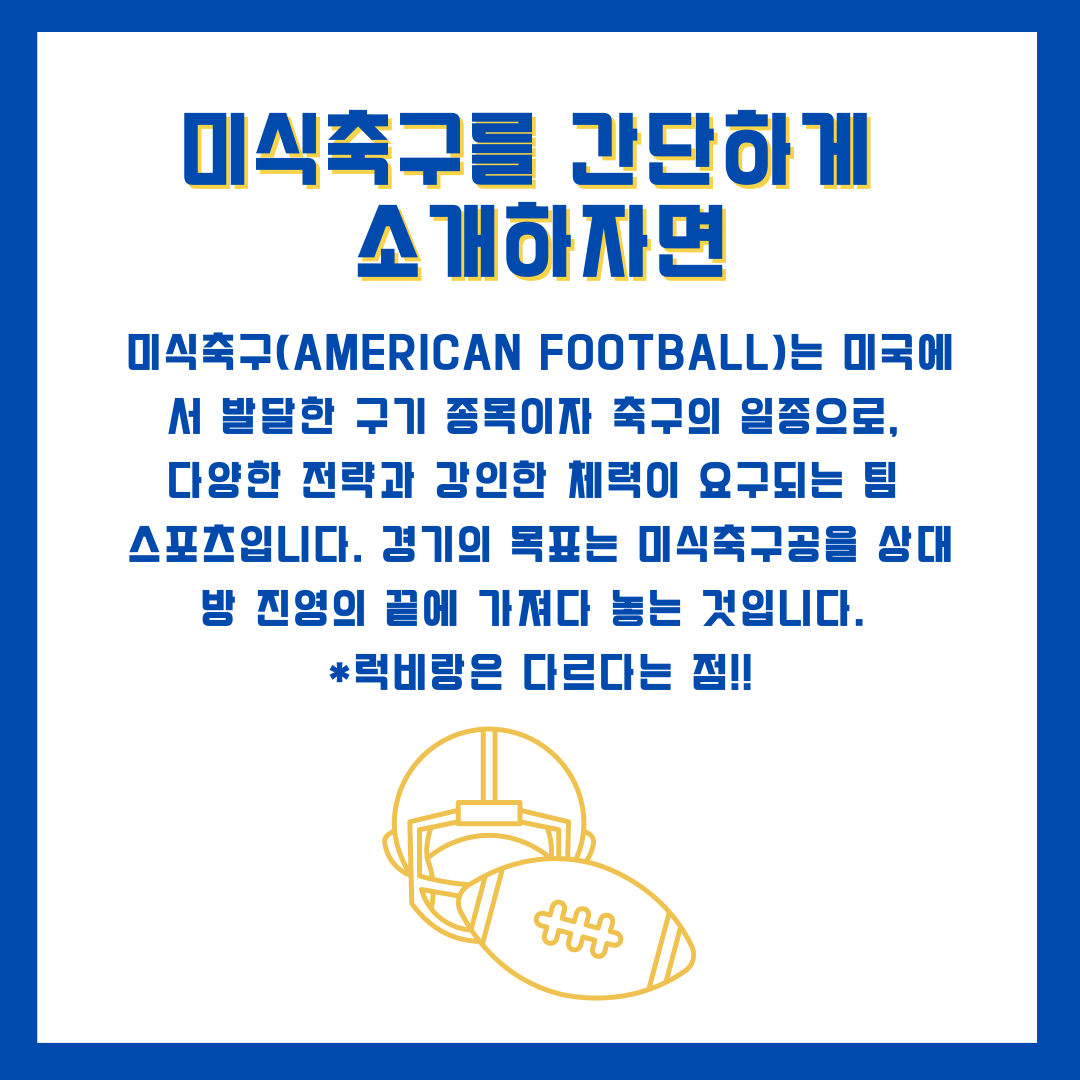 미식축구를 간단하게
소개하자면
미식축구(AMERICAN FOOTBALL)는 미국에
서 발달한 구기 종목이자 축구의 일종으로,
다양한 전략과 강인한 체력이 요구되는 팀
스포츠입니다. 경기의 목표는 미식축구공을 상대
방 진영의 끝에 가져다 놓는 것입니다.
*럭비랑은 다르다는 점!!